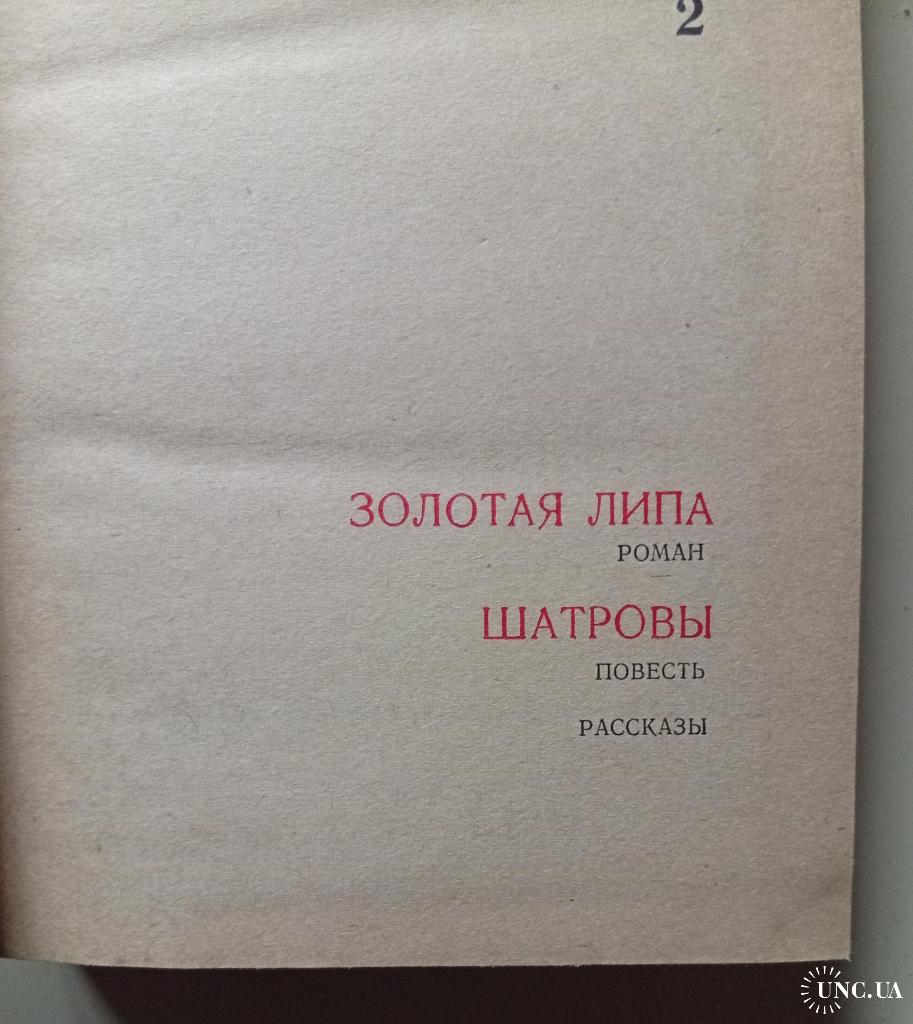 2
ЗОЛОТАЯ ЛИПА
РОМАН
ШАТРОВЫ
ПОВЕСТЬ
РАССКАЗЫ
UNC.UA